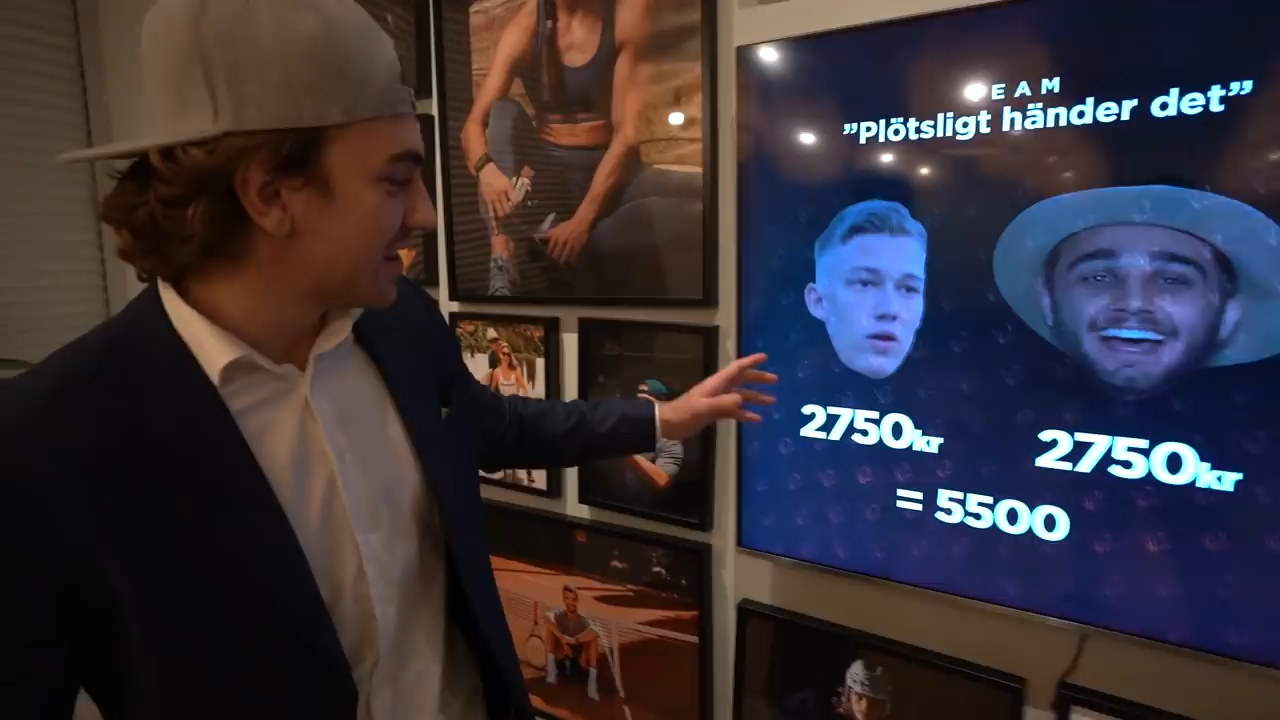 EAM
”Plötsligt händer det”
2750kr 2750kr
= 5500